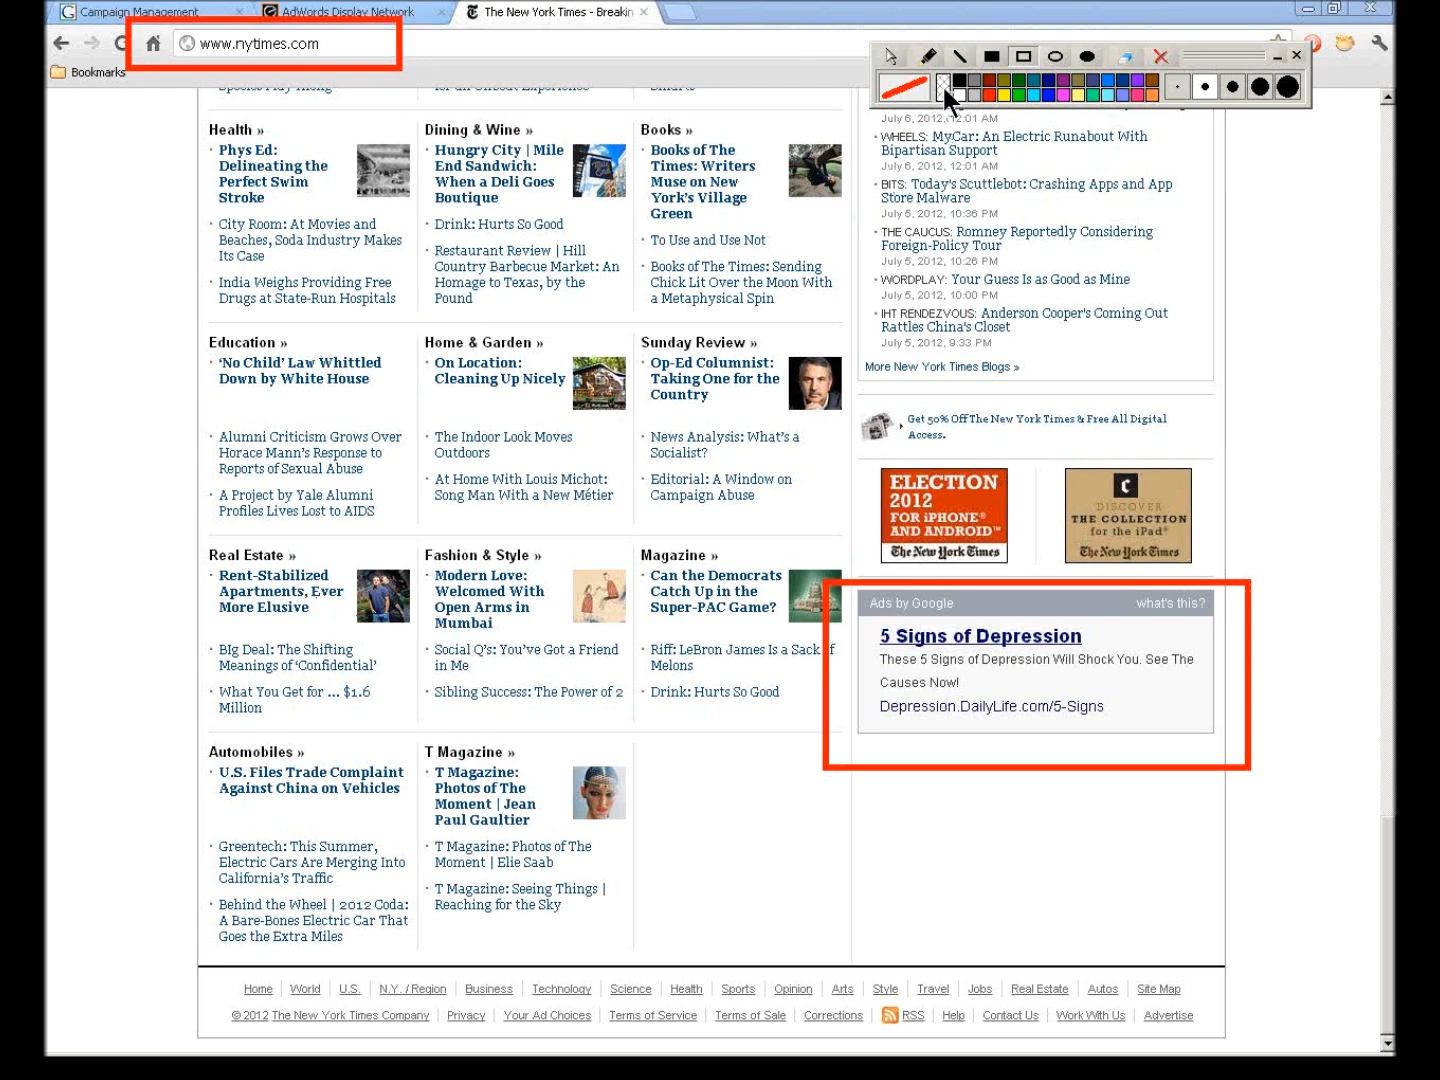 Campaign Management
AdWords Display Network
The New York Times - Breakin
www.nytimes.com
Bookmarks
Health »
Phys Ed:
Delineating the
Perfect Swim
Stroke
City Room: At Movies and
Beaches, Soda Industry Makes
Its Case
India Weighs Providing Free
Drugs at State-Run Hospitals
Dining & Wine »
Hungry City | Mile
End Sandwich:
When a Deli Goes
Boutique
Drink: Hurts So Good
Restaurant Review | Hill
Country Barbecue Market: An
Homage to Texas, by the
Pound
Books »
Books of The
Times: Writers
Muse on New
York's Village
Green
To Use and Use Not
Books of The Times: Sending
Chick Lit Over the Moon With
a Metaphysical Spin
Education »
'No Child' Law Whittled
Down by White House
Alumni Criticism Grows Over
Horace Mann's Response to
Reports of Sexual Abuse
A Project by Yale Alumni
Profiles Lives Lost to AIDS
Home & Garden »
On Location:
Cleaning Up Nicely
The Indoor Look Moves
Outdoors
At Home With Louis Michot:
Song Man With a New Métier
Sunday Review »
Op-Ed Columnist:
Taking One for the
Country
News Analysis: What's a
Socialist?
Editorial: A Window on
Campaign Abuse
Real Estate »
Rent-Stabilized
Apartments, Ever
More Elusive
BIg Deal: The Shifting
Meanings of 'Confidential'
What You Get for ... $1.6
Million
Fashion & Style »
Modern Love:
Welcomed With
Open Arms in
Mumbai
Social Q's: You've Got a Friend
in Me
Sibling Success: The Power of 2
Magazine »
Can the Democrats
Catch Up in the
Super-PAC Game?
Riff: LeBron James Is a Sack of
Melons
Drink: Hurts So Good
Automobiles »
U.S. Files Trade Complaint
Against China on Vehicles
Greentech: This Summer,
Electric Cars Are Merging Into
California's Traffic
Behind the Wheel | 2012 Coda:
A Bare-Bones Electric Car That
Goes the Extra Miles
T Magazine »
T Magazine:
Photos of The
Moment | Jean
Paul Gaultier
T Magazine: Photos of The
Moment | Elie Saab
T Magazine: Seeing Things |
Reaching for the Sky
July 6, 2012, 12:01 AM
WHEELS: MyCar: An Electric Runabout With
Bipartisan Support
July 6, 2012, 12:01 AM
BITS: Today's Scuttlebot: Crashing Apps and App
Store Malware
July 5, 2012, 10:36 PM
THE CAUCUS: Romney Reportedly Considering
Foreign-Policy Tour
July 5, 2012, 10:26 PM
WORDPLAY: Your Guess Is as Good as Mine
July 5, 2012, 10:00 PM
IHT RENDEZVOUS: Anderson Cooper's Coming Out
Rattles China's Closet
July 5, 2012, 9:33 PM
More New York Times Blogs »
Get 50% Off The New York Times & Free All Digital
Access.
ELECTION
2012
FOR iPHONE®
AND ANDROID™
The New York Times
C
DISCOVER
THE COLLECTION
for the iPad®
The New York Times
Ads by Google what's this?
5 Signs of Depression
These 5 Signs of Depression Will Shock You. See The
Causes Now!
Depression.DailyLife.com/5-Signs
Home World U.S. N.Y. / Region Business Technology Science Health Sports Opinion Arts Style Travel Jobs Real Estate Autos Site Map
© 2012 The New York Times Company Privacy Your Ad Choices Terms of Service Terms of Sale Corrections RSS Help Contact Us Work With Us Advertise